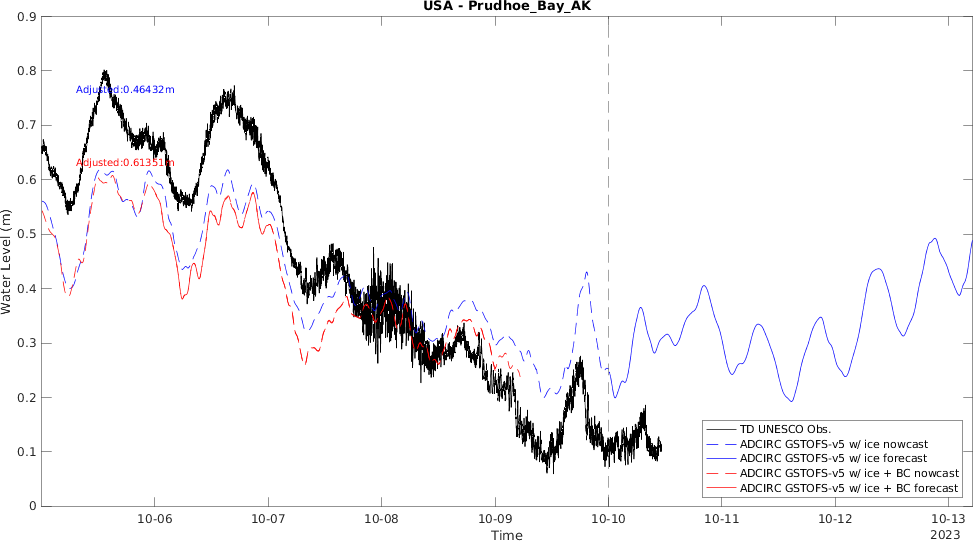 USA - Prudhoe_Bay_AK
0.9
0.8
0.7
0.6
0.5
0.4
0.3
0.2
0.1
0
Water Level (m)
Adjusted:0.46432m
Adjusted:0.61351m
TD UNESCO Obs.
ADCIRC GSTOFS-v5 w/ ice nowcast
ADCIRC GSTOFS-v5 w/ ice forecast
ADCIRC GSTOFS-v5 w/ ice + BC nowcast
ADCIRC GSTOFS-v5 w/ ice + BC forecast
10-06 10-07 10-08 10-09 10-10 10-11 10-12 10-13
Time
2023